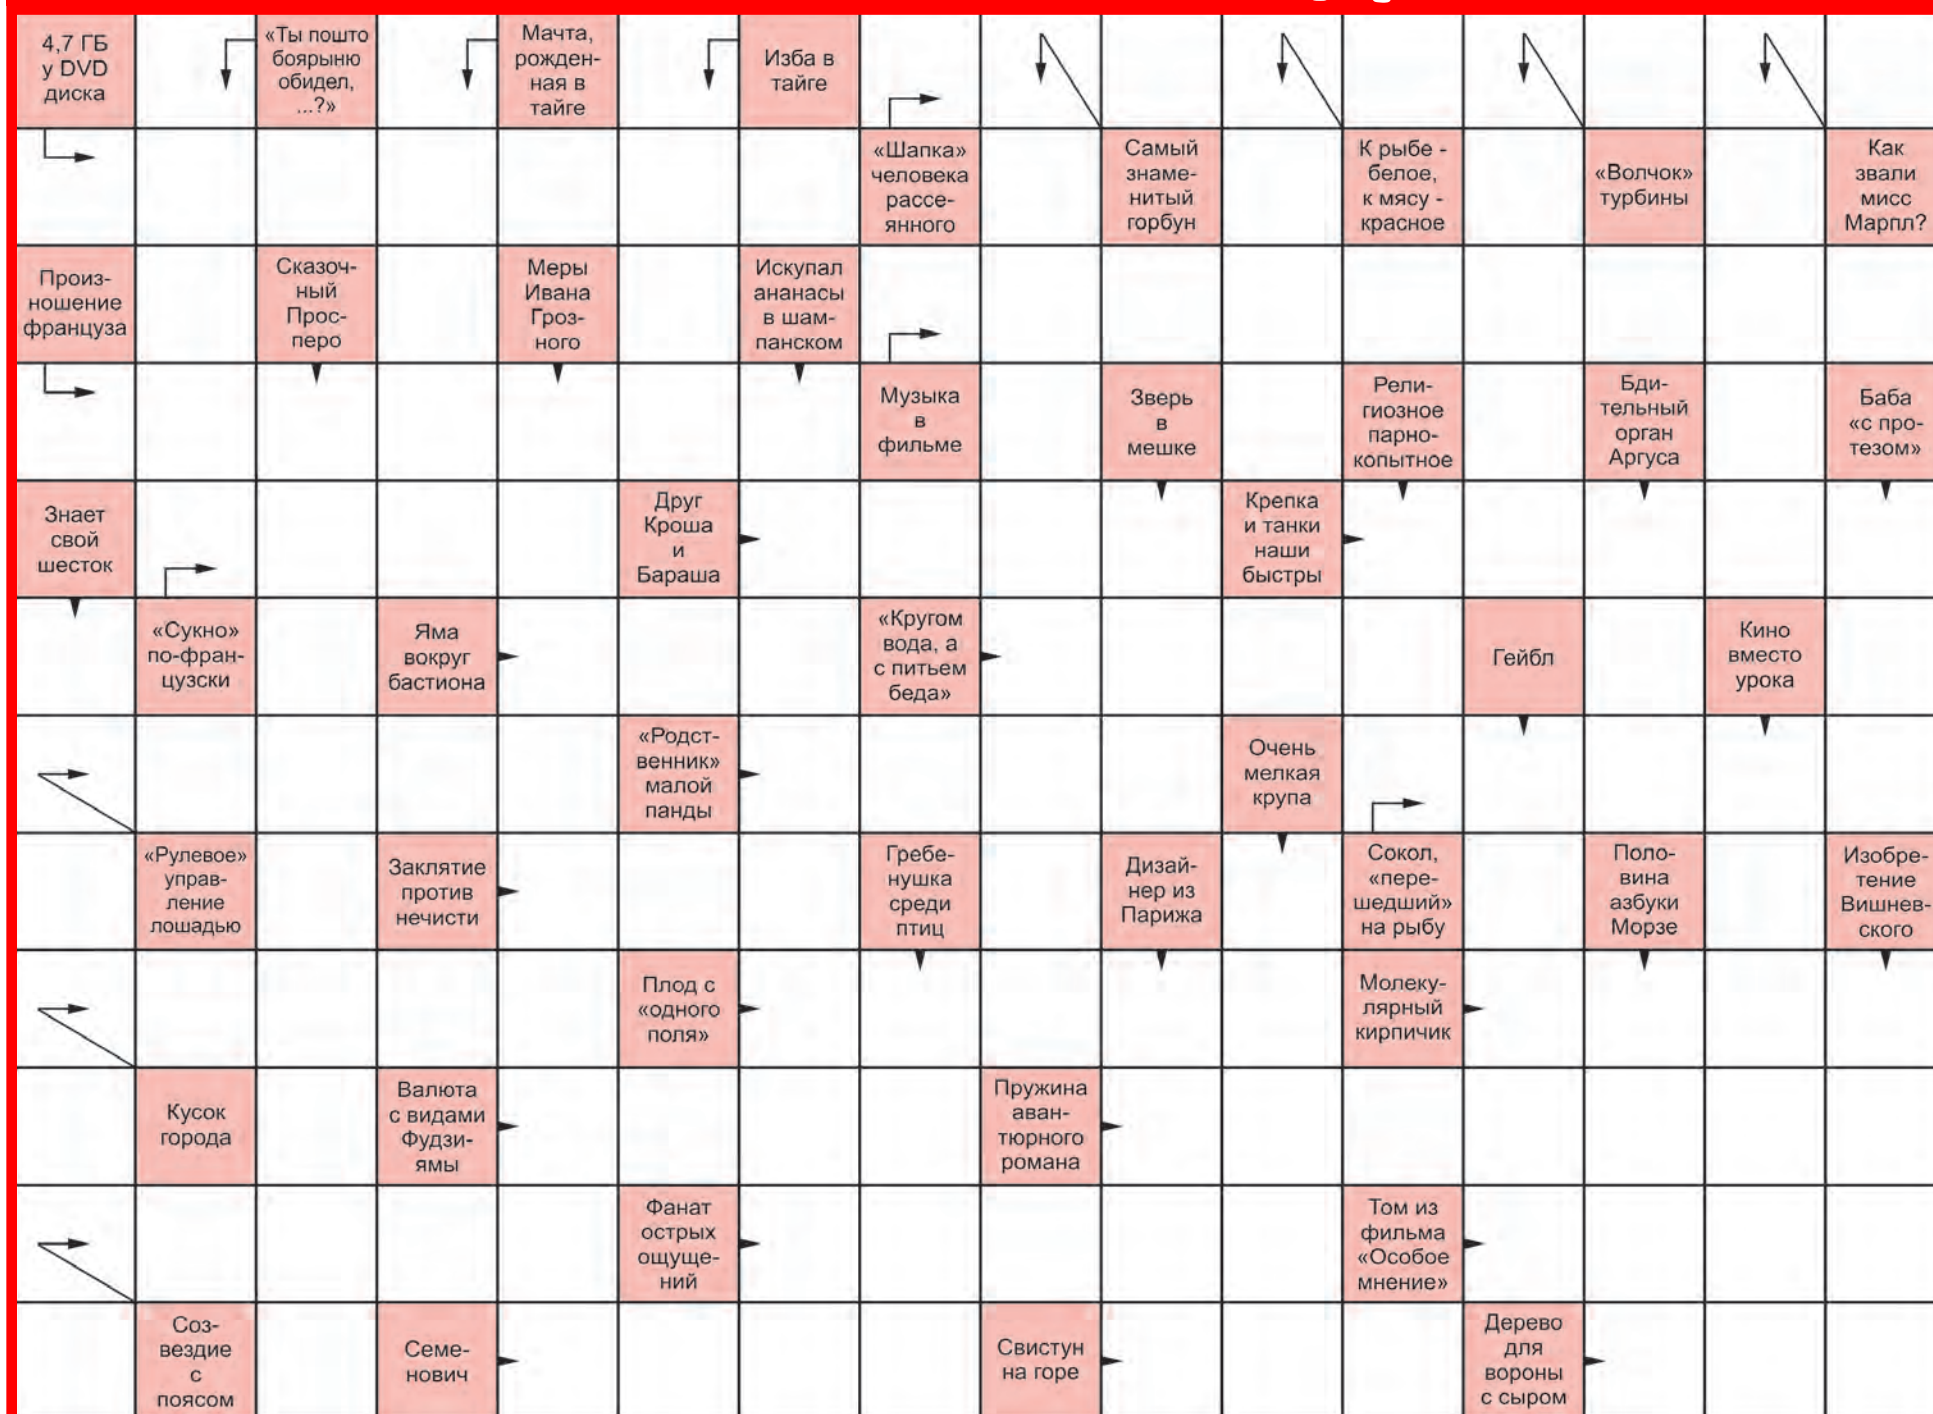 4,7 ГБ
у DVD
диска
«Ты пошто
боярыню
обидел,
...?»
Мачта,
рожден-
ная в
тайге
Изба в
тайге
«Шапка»
человека
рассе-
янного
Самый
знаме-
нитый
горбун
К рыбе -
белое,
к мясу -
красное
«Волчок»
турбины
Как
звали
мисс
Марпл?
Произ-
ношение
француза
Сказоч-
ный
Прос-
перо
Меры
Ивана
Гроз-
ного
Искупал
ананасы
в шам-
панском
Музыка
в
фильме
Зверь
в
мешке
Рели-
гиозное
парно-
копытное
Бди-
тельный
орган
Аргуса
Баба
«с про-
тезом»
Знает
свой
шесток
Друг
Кроша
и
Бараша
Крепка
и танки
наши
быстры
«Сукно»
по-фран-
цузски
Яма
вокруг
бастиона
«Кругом
вода, а
с питьем
беда»
Гейбл
Кино
вместо
урока
«Родст-
венник»
малой
панды
Очень
мелкая
крупа
«Рулевое»
управ-
ление
лошадью
Заклятие
против
нечисти
Гребе-
нушка
среди
птиц
Дизай-
нер из
Парижа
Сокол,
«пере-
шедший»
на рыбу
Поло-
вина
азбуки
Морзе
Изобре-
тение
Вишнев-
ского
Плод с
«одного
поля»
Молеку-
лярный
кирпичик
Кусок
города
Валюта
с видами
Фудзи-
ямы
Пружина
аван-
тюрного
романа
Фанат
острых
ощуще-
ний
Том из
фильма
«Особое
мнение»
Соз-
вездие
с
поясом
Семе-
нович
Свистун
на горе
Дерево
для
вороны
с сыром